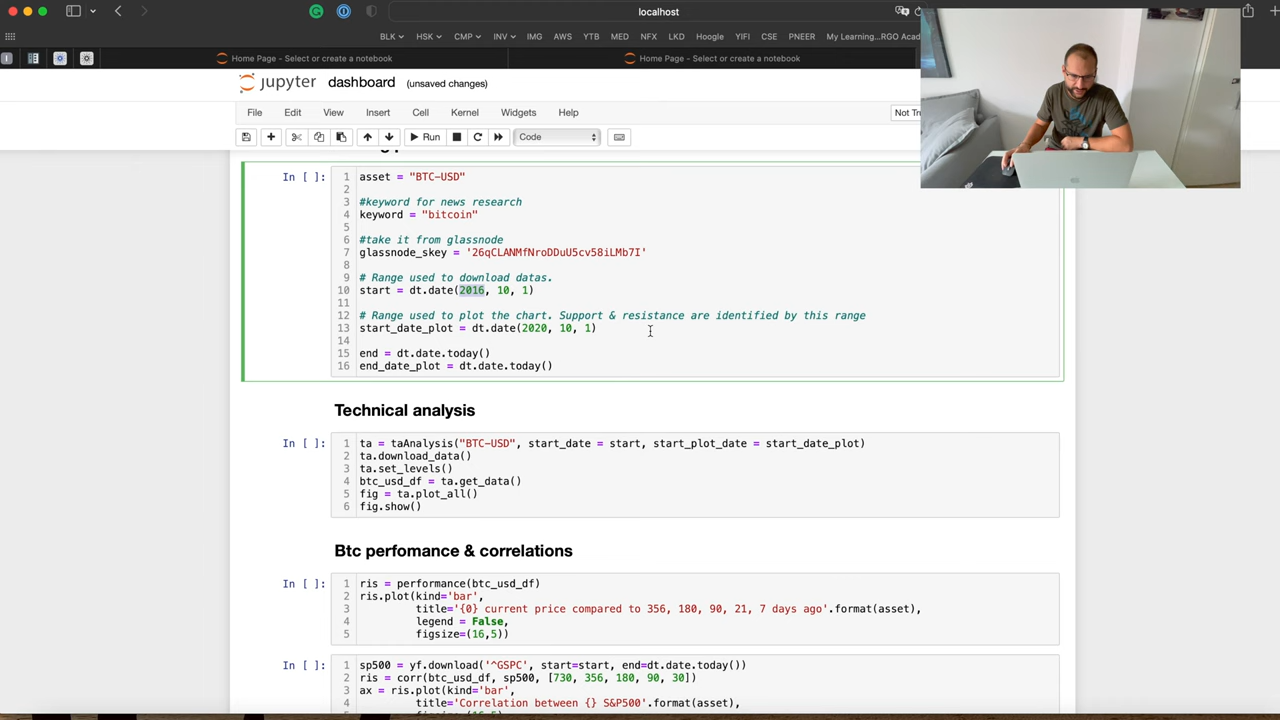 localhost
BLK HSK CMP INV IMG AWS YTB MED NFX LKD Hoogle YIFI CSE PNEER My Learning...RGO Acad
Home Page - Select or create a notebook
Home Page - Select or create a notebook
jupyter dashboard (unsaved changes)
File Edit View Insert Cell Kernel Widgets Help
Not Tru
Run Code
In [ ]:
1 asset = "BTC-USD"
2
3 #keyword for news research
4 keyword = "bitcoin"
5
6 #take it from glassnode
7 glassnode_skey = '26qCLANMfNroDDuU5cv58iLMb7I'
8
9 # Range used to download datas.
10 start = dt.date(2016, 10, 1)
11
12 # Range used to plot the chart. Support & resistance are identified by this range
13 start_date_plot = dt.date(2020, 10, 1)
14
15 end = dt.date.today()
16 end_date_plot = dt.date.today()
Technical analysis
In [ ]:
1 ta = taAnalysis("BTC-USD", start_date = start, start_plot_date = start_date_plot)
2 ta.download_data()
3 ta.set_levels()
4 btc_usd_df = ta.get_data()
5 fig = ta.plot_all()
6 fig.show()
Btc perfomance & correlations
In [ ]:
1 ris = performance(btc_usd_df)
2 ris.plot(kind='bar',
3 title='{0} current price compared to 356, 180, 90, 21, 7 days ago'.format(asset),
4 legend = False,
5 figsize=(16,5))
In [ ]:
1 sp500 = yf.download('^GSPC', start=start, end=dt.date.today())
2 ris = corr(btc_usd_df, sp500, [730, 356, 180, 90, 30])
3 ax = ris.plot(kind='bar',
4 title='Correlation between {} S&P500'.format(asset),